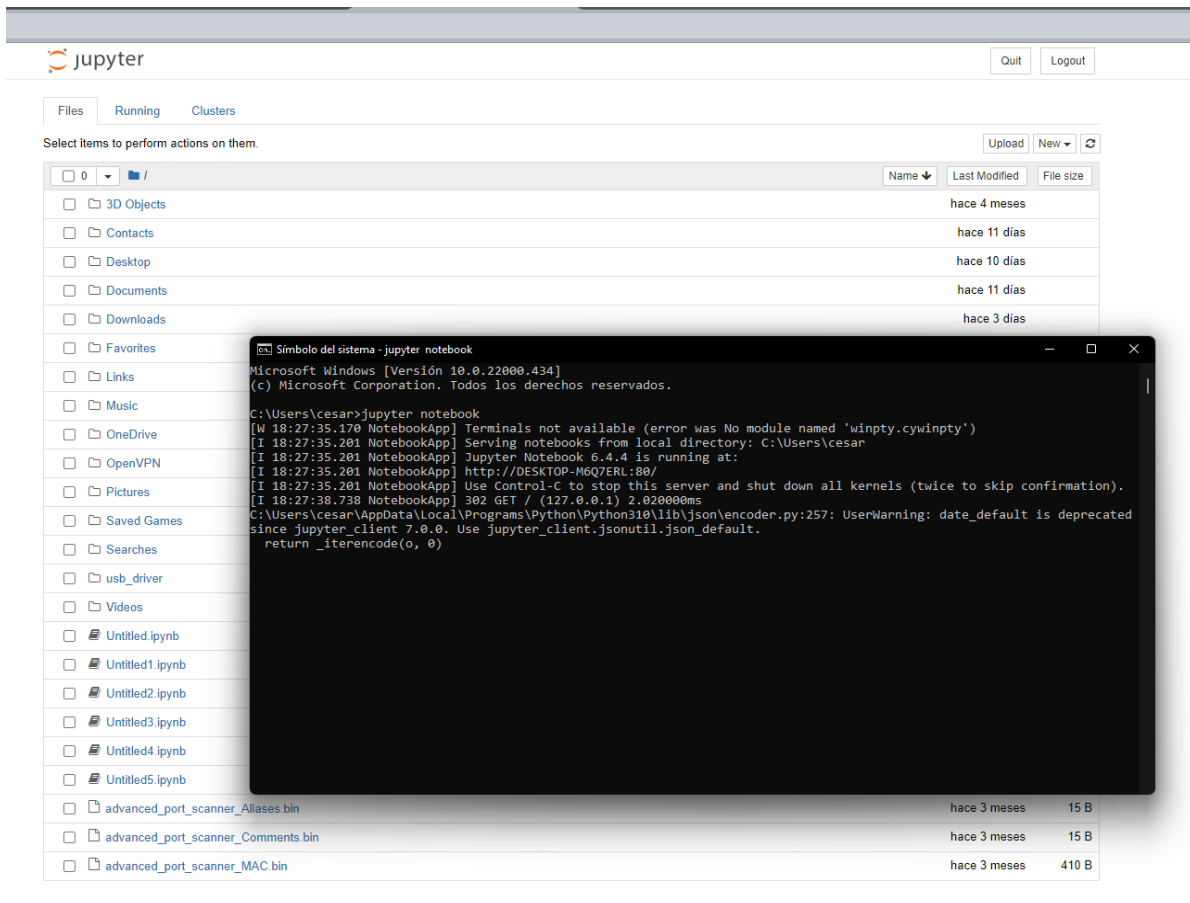 jupyter
Quit Logout
Files Running Clusters
Select items to perform actions on them.
Upload New
0 / Name Last Modified File size
3D Objects hace 4 meses
Contacts hace 11 días
Desktop hace 10 días
Documents hace 11 días
Downloads hace 3 días
Favorites
Links
Music
OneDrive
OpenVPN
Pictures
Saved Games
Searches
usb_driver
Videos
Untitled.ipynb
Untitled1.ipynb
Untitled2.ipynb
Untitled3.ipynb
Untitled4.ipynb
Untitled5.ipynb
advanced_port_scanner_Aliases.bin hace 3 meses 15 B
advanced_port_scanner_Comments.bin hace 3 meses 15 B
advanced_port_scanner_MAC.bin hace 3 meses 410 B
Símbolo del sistema - jupyter notebook
Microsoft Windows [Versión 10.0.22000.434]
(c) Microsoft Corporation. Todos los derechos reservados.
C:\Users\cesar>jupyter notebook
[W 18:27:35.170 NotebookApp] Terminals not available (error was No module named 'winpty.cywinpty')
[I 18:27:35.201 NotebookApp] Serving notebooks from local directory: C:\Users\cesar
[I 18:27:35.201 NotebookApp] Jupyter Notebook 6.4.4 is running at:
[I 18:27:35.201 NotebookApp] http://DESKTOP-M6Q7ERL:80/
[I 18:27:35.201 NotebookApp] Use Control-C to stop this server and shut down all kernels (twice to skip confirmation).
[I 18:27:38.738 NotebookApp] 302 GET / (127.0.0.1) 2.020000ms
C:\Users\cesar\AppData\Local\Programs\Python\Python310\lib\json\encoder.py:257: UserWarning: date_default is deprecated
since jupyter_client 7.0.0. Use jupyter_client.jsonutil.json_default.
return _iterencode(o, 0)